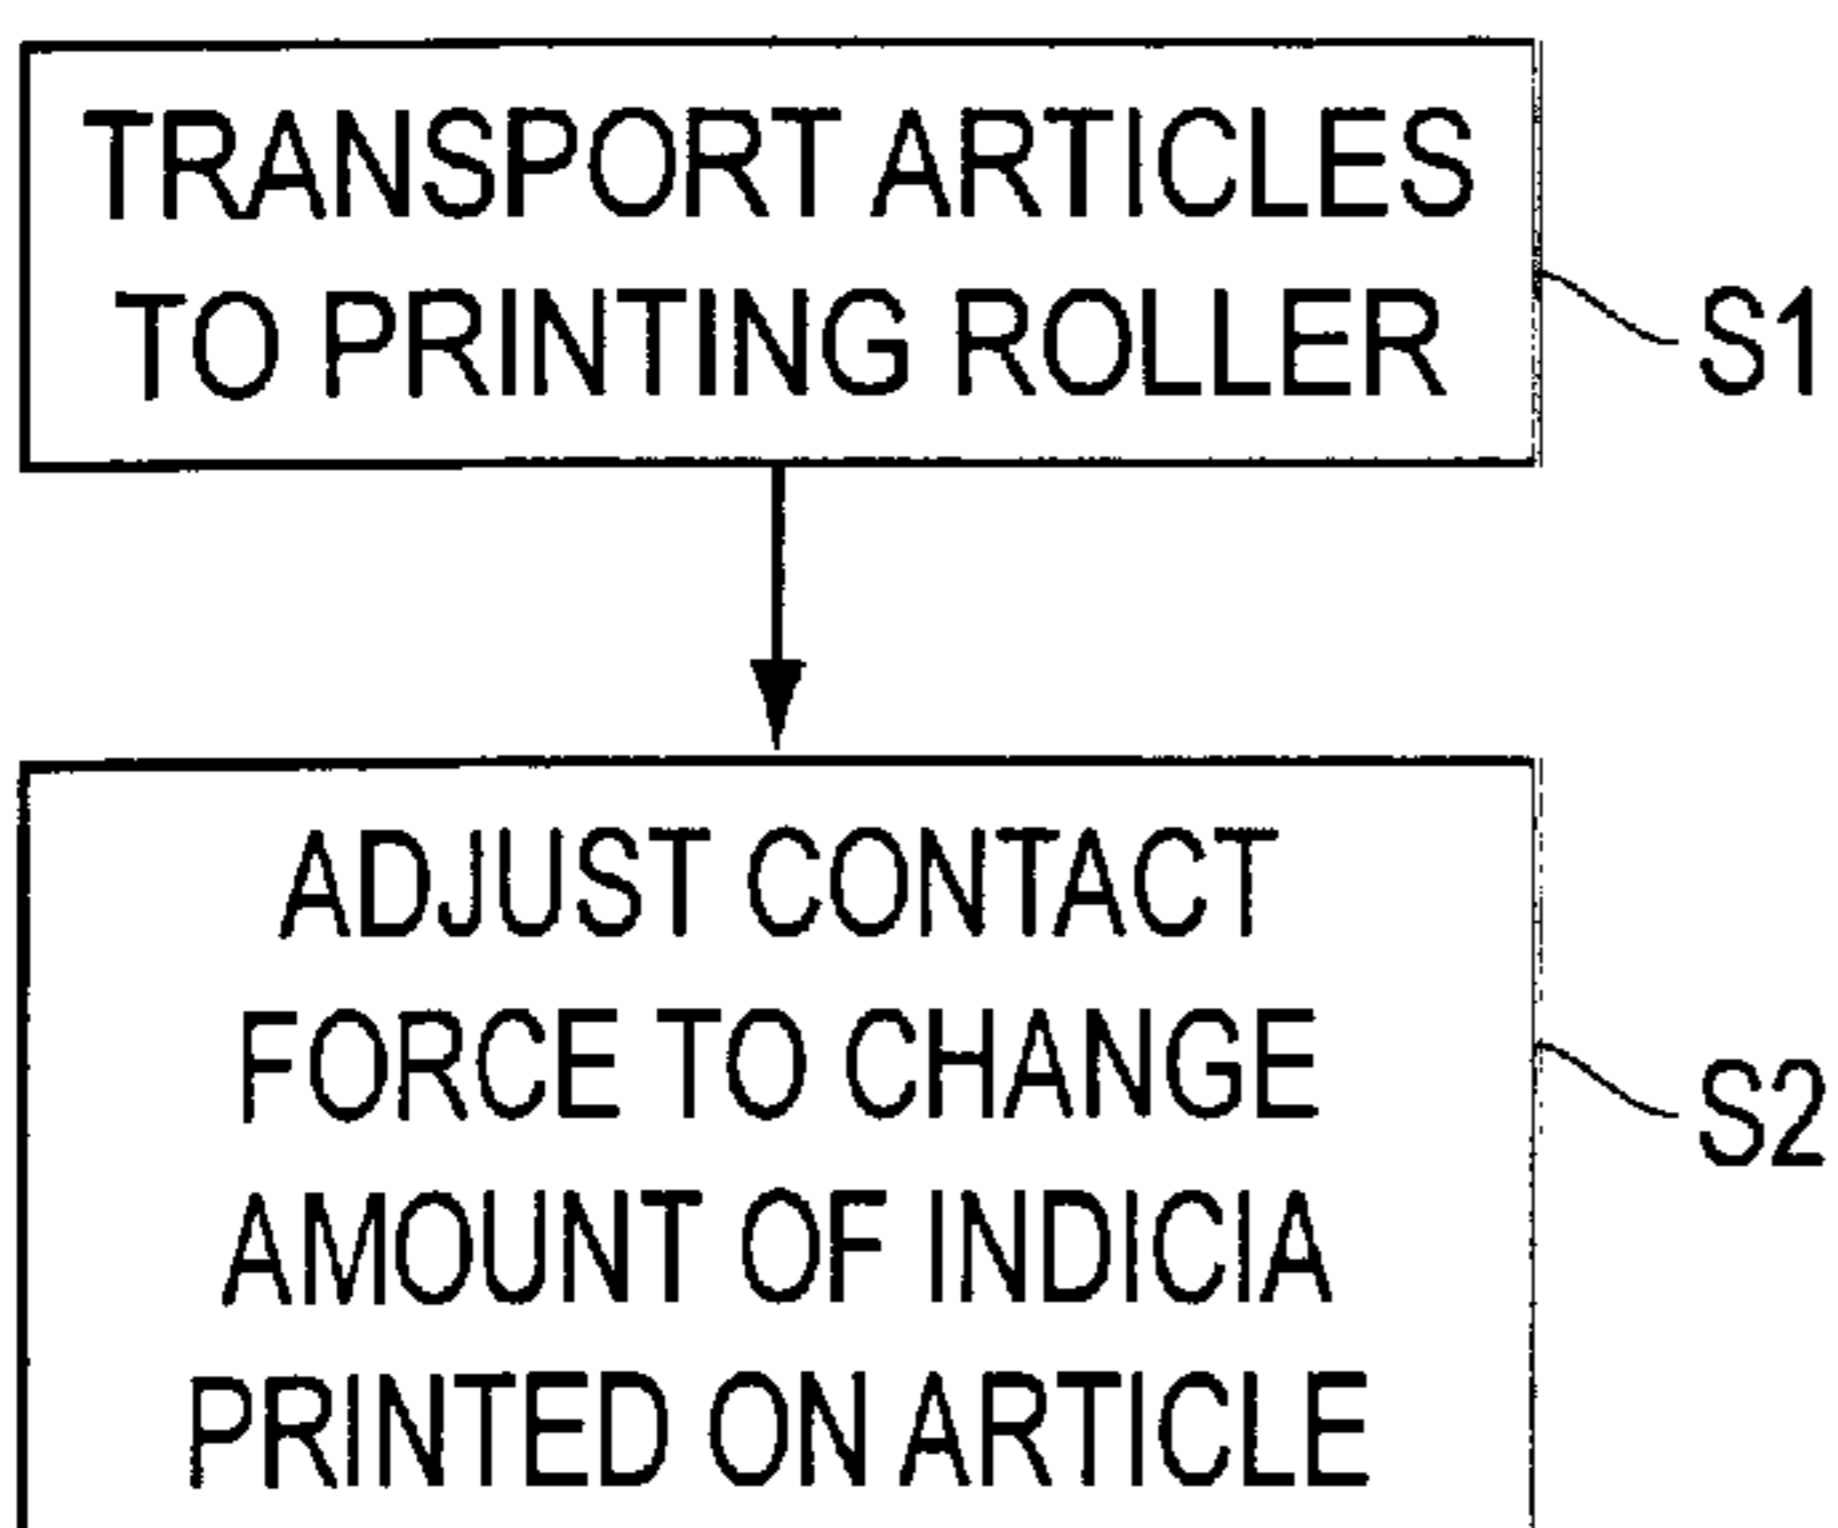 TRANSPORT ARTICLES
TO PRINTING ROLLER
S1
ADJUST CONTACT
FORCE TO CHANGE
AMOUNT OF INDICIA
PRINTED ON ARTICLE
S2